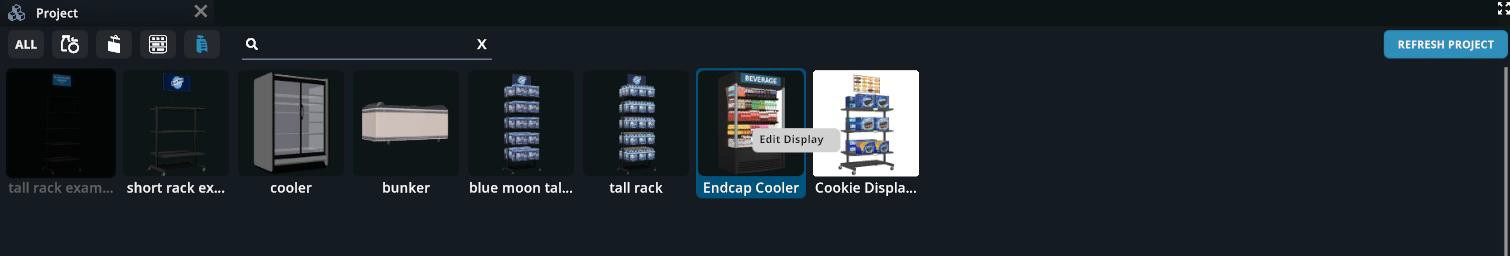 Project
ALL
X
REFRESH PROJECT
BEVERAGE
Edit Display
tall rack exam...
short rack ex...
cooler
bunker
blue moon tal...
tall rack
Endcap Cooler
Cookie Displa...